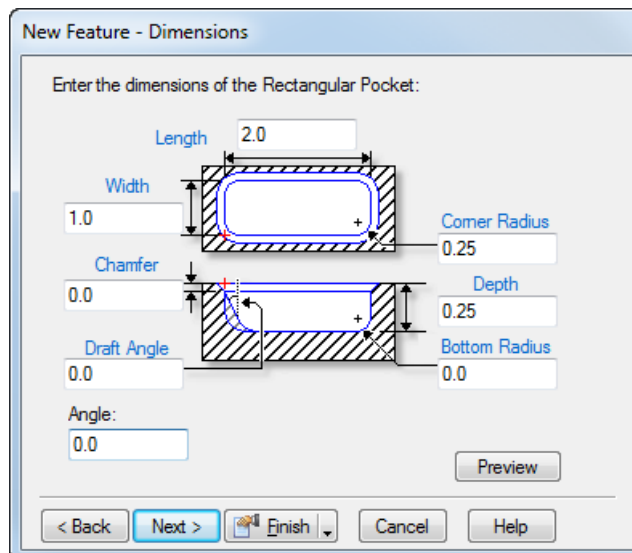 New Feature - Dimensions
Enter the dimensions of the Rectangular Pocket:
Length 2.0
Width
1.0
Corner Radius
0.25
Chamfer
0.0
Depth
0.25
Draft Angle
0.0
Bottom Radius
0.0
Angle:
0.0
Preview
< Back Next > Finish Cancel Help